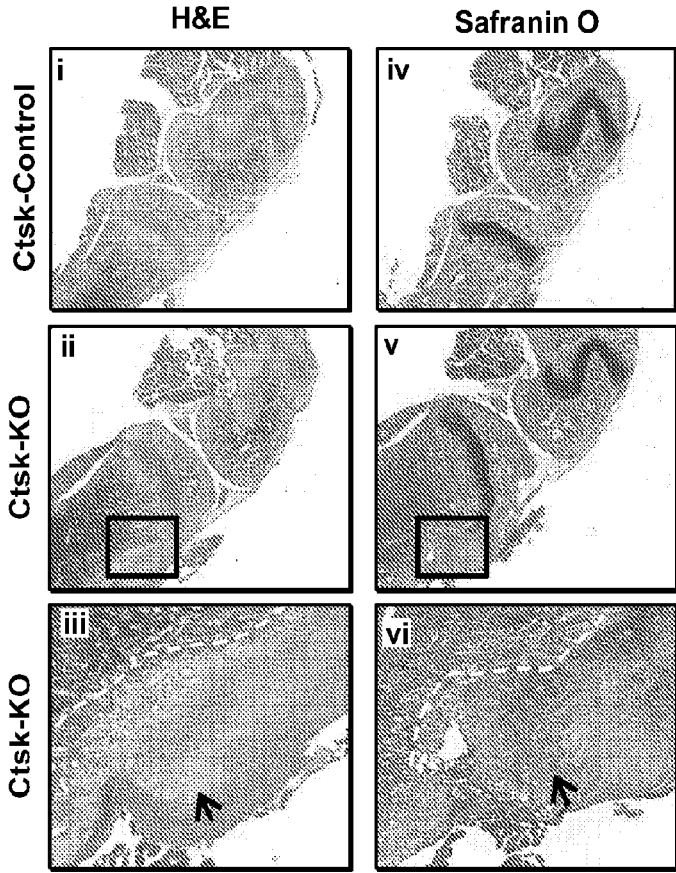 H&E Safranin O
Ctsk-Control
i iv
Ctsk-KO
ii v
Ctsk-KO
iii vi